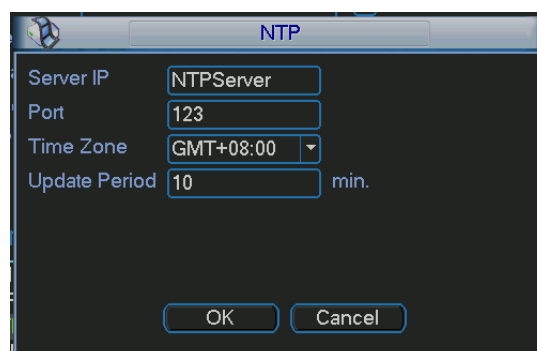 NTP
Server IP NTPServer
Port 123
Time Zone GMT+08:00
Update Period 10 min.
OK Cancel